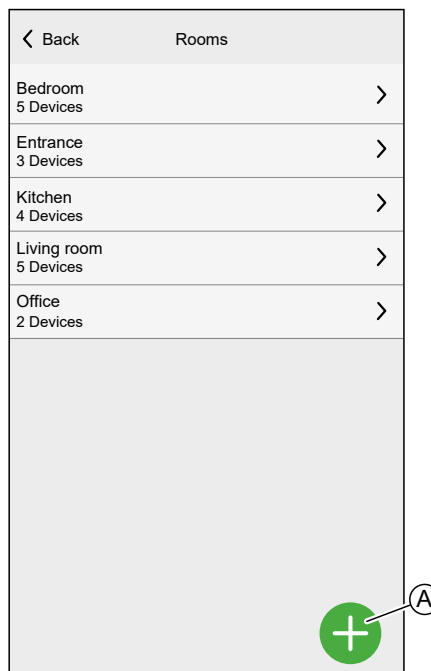 Back Rooms
Bedroom
5 Devices
Entrance
3 Devices
Kitchen
4 Devices
Living room
5 Devices
Office
2 Devices
A